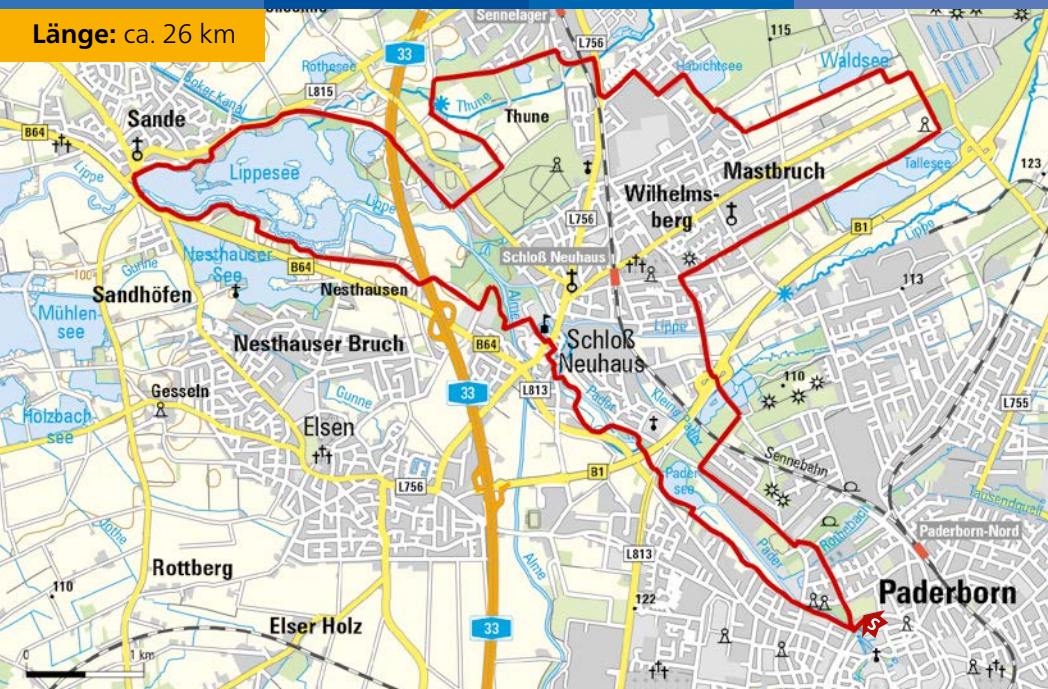 Länge: ca. 26 km
Sennelager
33
L756
115
Habichtsee
Waldsee
Rothesee
Boker-Kanal
L815
Thune
Thune
Sande
B64
Lippe
Lippesee
Lippe
Mastbruch
Tallesee
123
Wilhelms-
berg
L756
B1
Lippe
Schloß Neuhaus
Gunne
Nesthauser
See
B64
Nesthausen
Alme
113
100
Sandhöfen
Mühlen-
see
Nesthauser Bruch
Lippe
Schloß
Neuhaus
B64
L813
33
Pader
110
Gesseln
Gunne
L755
Holzbach
see
Elsen
Sennebahn
B1
Pader
see
L756
Tausendquell
Rothebach
Paderborn-Nord
Rothe
Alme
L813
Pader
Rottberg
110
122
Paderborn
S
Elser Holz
33
0
1 km